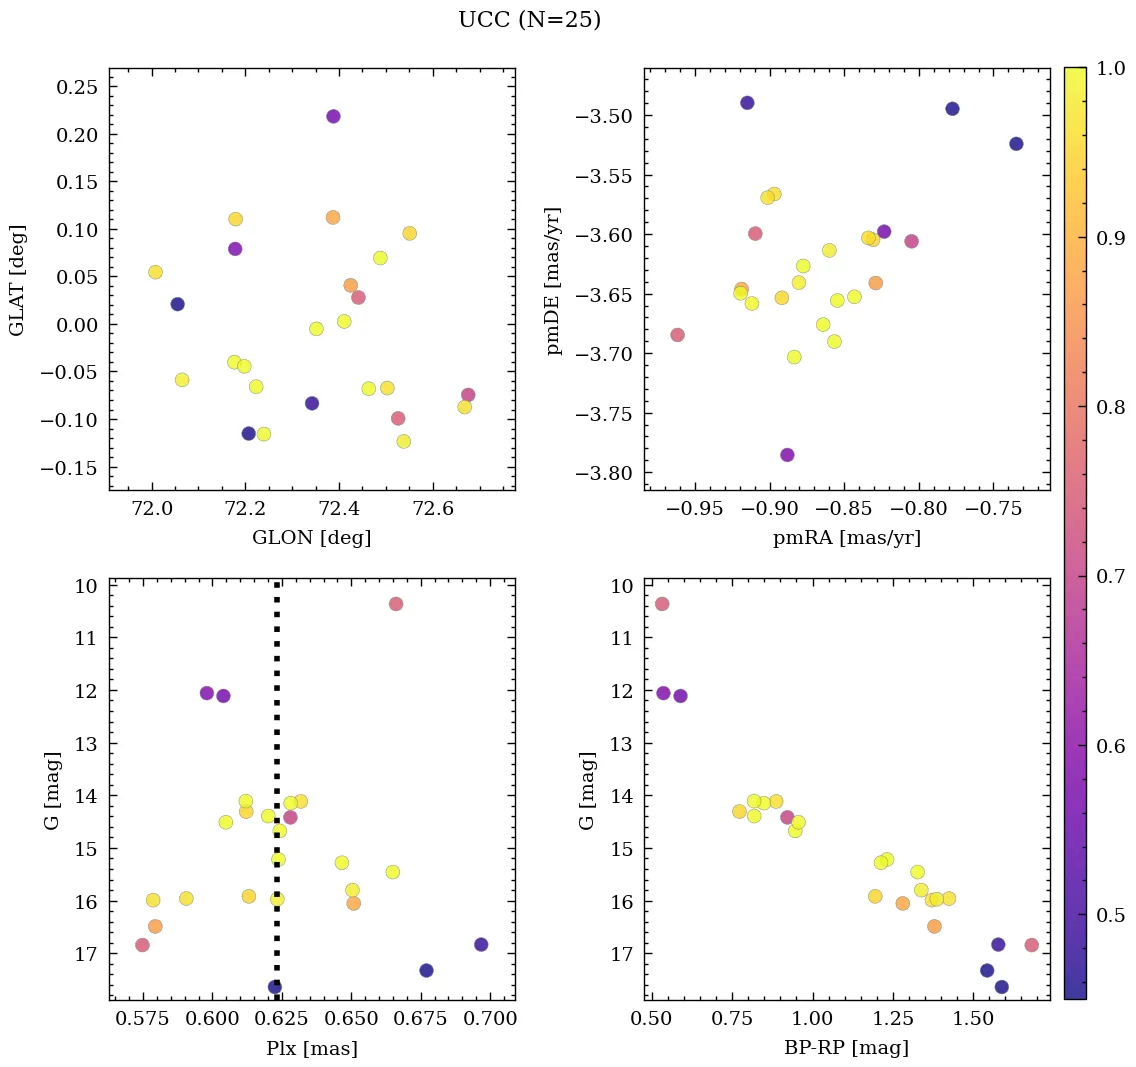 UCC (N=25)
0.25
0.20
0.15
0.10
0.05
0.00
−0.05
−0.10
−0.15
GLAT [deg]
72.0 72.2 72.4 72.6
GLON [deg]
−3.50
−3.55
−3.60
−3.65
−3.70
−3.75
−3.80
pmDE [mas/yr]
−0.95 −0.90 −0.85 −0.80 −0.75
pmRA [mas/yr]
10
11
12
13
14
15
16
17
G [mag]
0.575 0.600 0.625 0.650 0.675 0.700
Plx [mas]
10
11
12
13
14
15
16
17
G [mag]
0.50 0.75 1.00 1.25 1.50
BP-RP [mag]
1.0
0.9
0.8
0.7
0.6
0.5